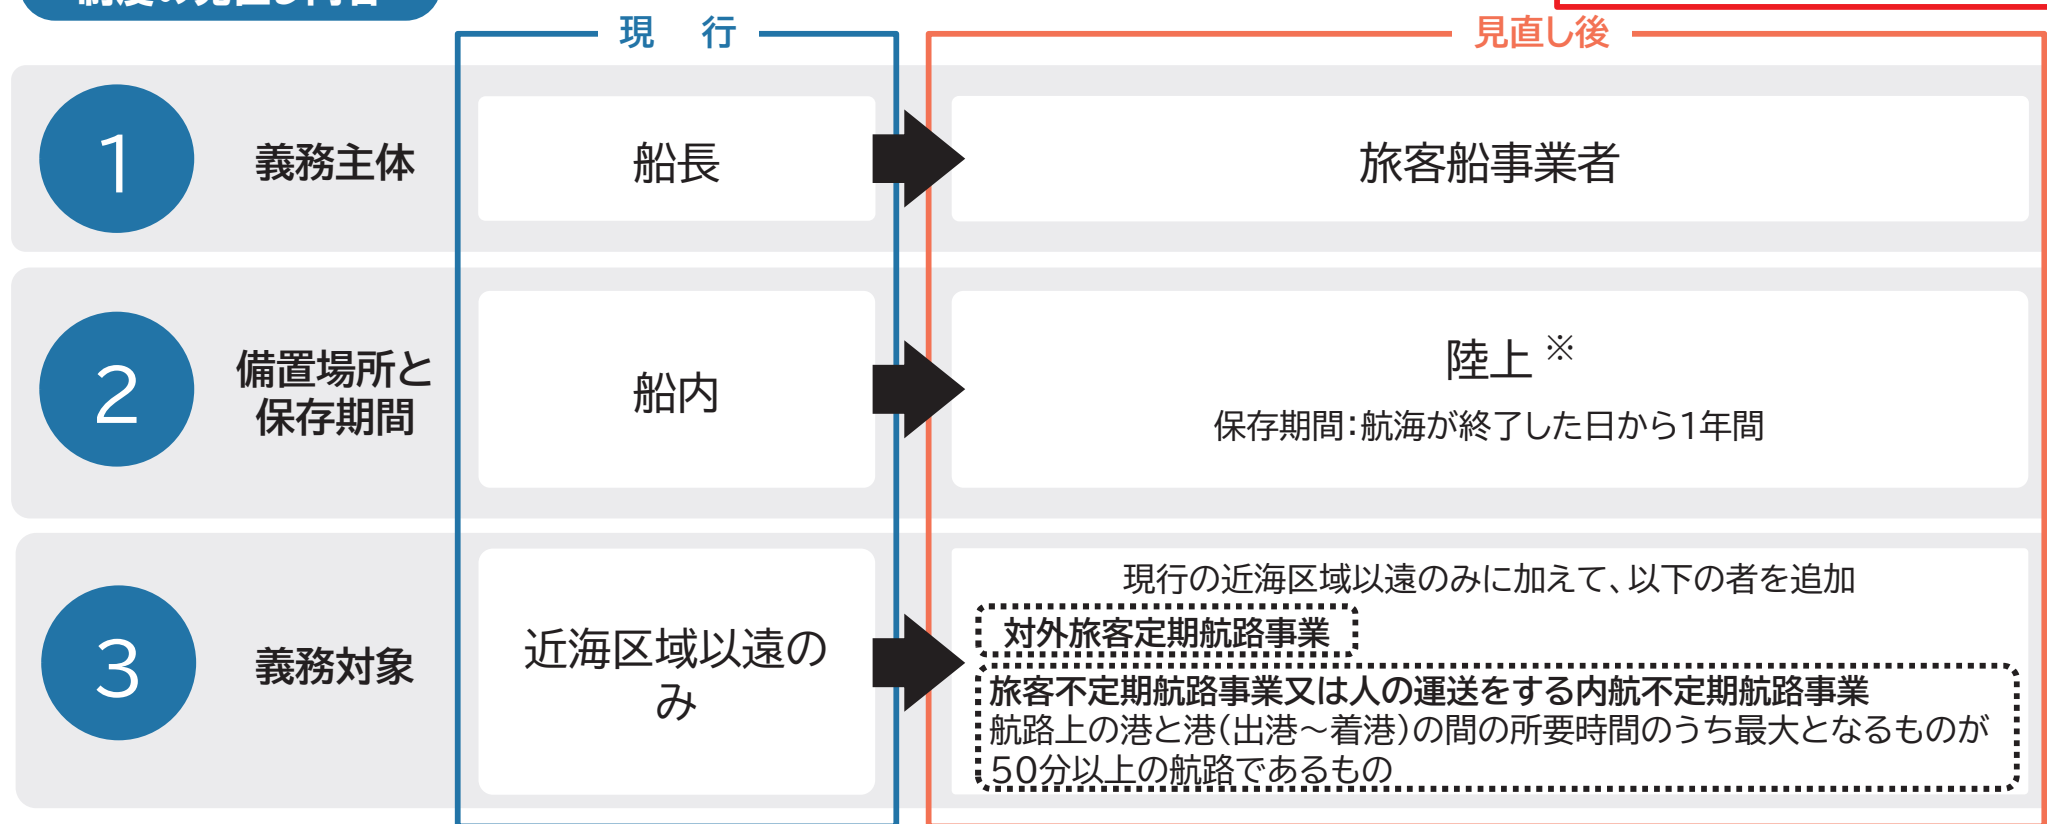 制度の見直し内容
現 行
見直し後
1
義務主体
船長
旅客船事業者
2
備置場所と
保存期間
船内
陸上※
保存期間：航海が終了した日から1年間
3
義務対象
近海区域以遠の
み
現行の近海区域以遠のみに加えて、以下の者を追加
対外旅客定期航路事業
旅客不定期航路事業又は人の運送をする内航不定期航路事業
航路上の港と港（出港～着港）の間の所要時間のうち最大となるものが
50分以上の航路であるもの